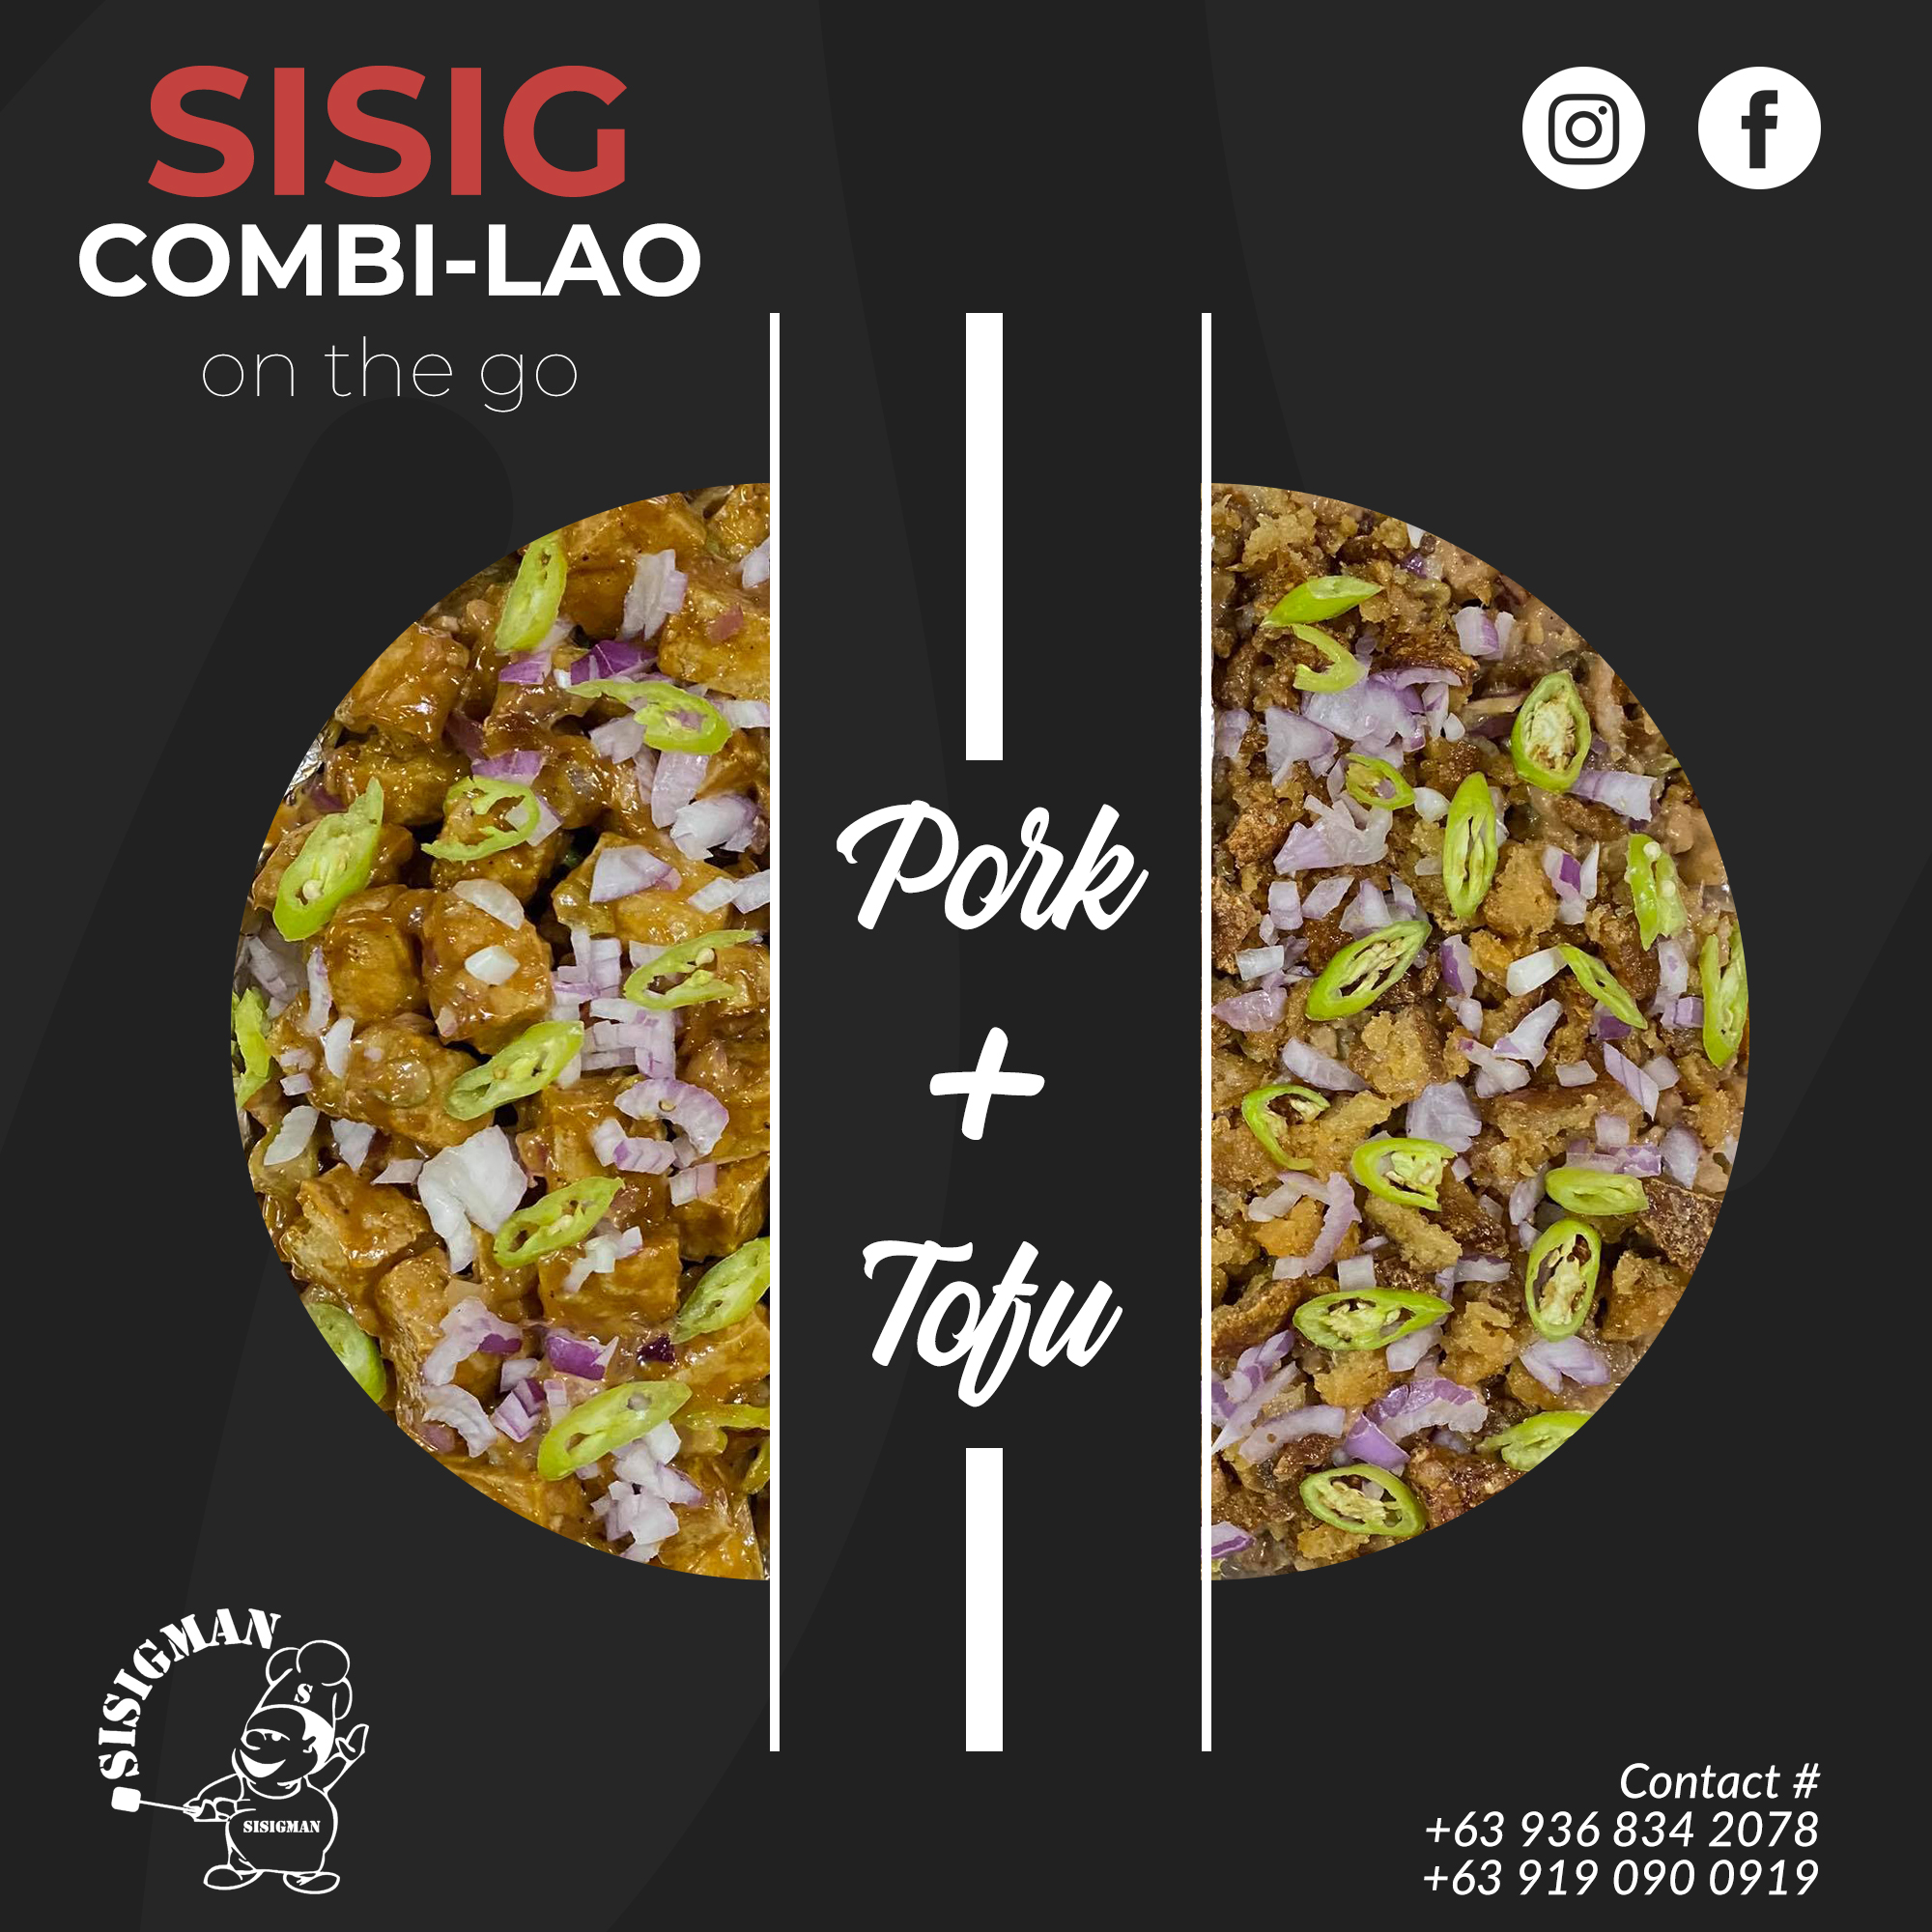 SISIG
COMBI-LAO
on the go
Pork
+
Tofu
SISIGMAN
S
SISIGMAN
Contact #
+63 936 834 2078
+63 919 090 0919